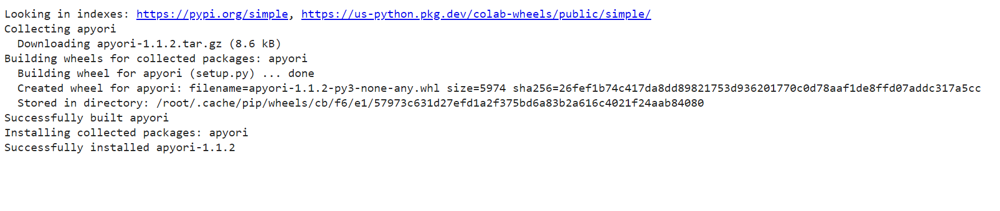 Looking in indexes: https://pypi.org/simple, https://us-python.pkg.dev/colab-wheels/public/simple/
Collecting apyori
  Downloading apyori-1.1.2.tar.gz (8.6 kB)
Building wheels for collected packages: apyori
  Building wheel for apyori (setup.py) ... done
  Created wheel for apyori: filename=apyori-1.1.2-py3-none-any.whl size=5974 sha256=26fef1b74c417da8dd89821753d936201770c0d78aaf1de8ffd07addc317a5cc
  Stored in directory: /root/.cache/pip/wheels/cb/f6/e1/57973c631d27efd1a2f375bd6a83b2a616c4021f24aab84080
Successfully built apyori
Installing collected packages: apyori
Successfully installed apyori-1.1.2